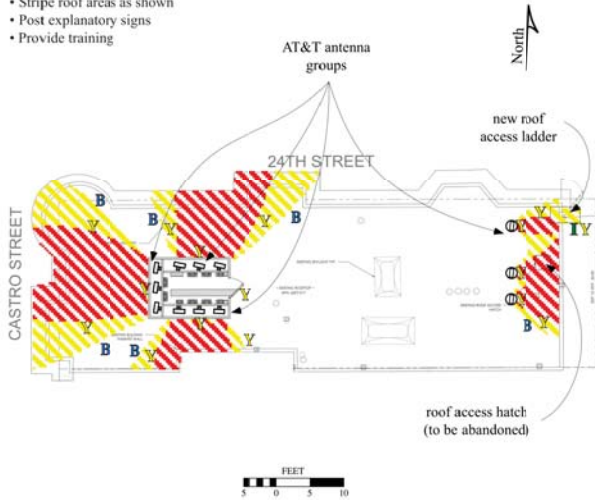 • Stripe roof areas as shown
• Post explanatory signs
• Provide training
AT&T antenna
groups
North
new roof
access ladder
24TH STREET
CASTRO STREET
B
Y
B
Y
B
Y
Y
Y
Y
Y
Y
I
Y
Y
Y
Y
B
B
Y
Y
B
Y
roof access hatch
(to be abandoned)
FEET
5 0 5 10